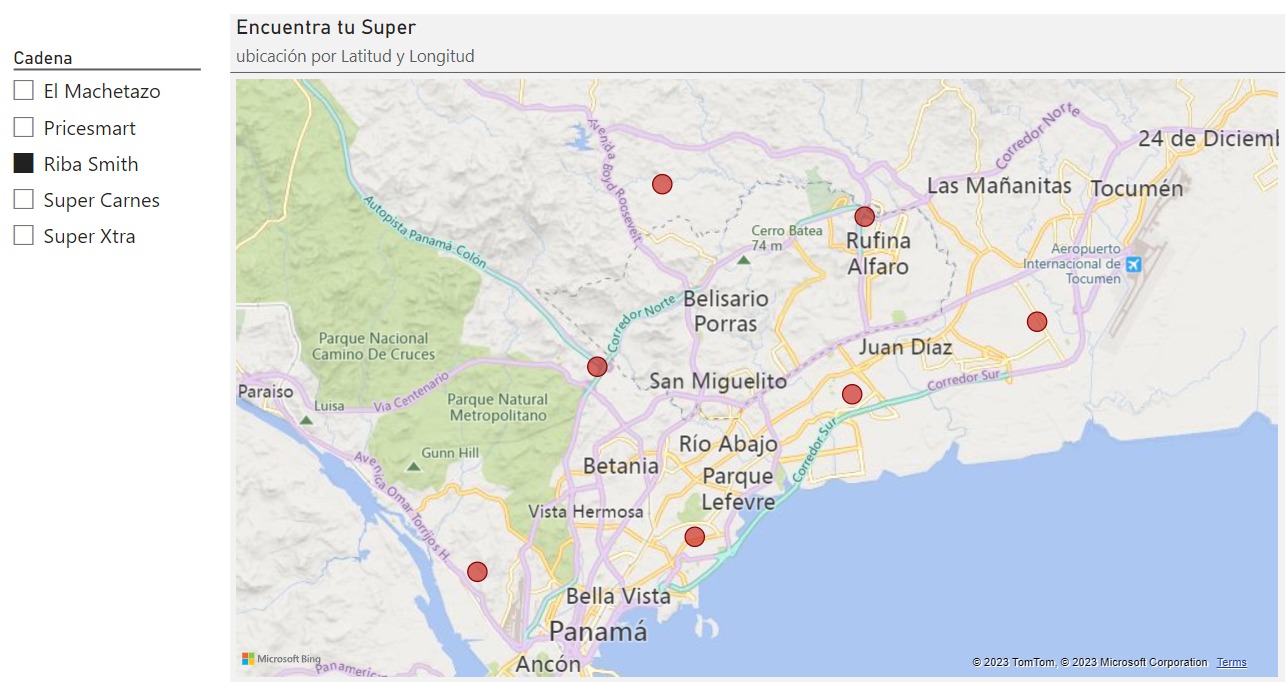 Encuentra tu Super
ubicación por Latitud y Longitud
Cadena
El Machetazo
Pricesmart
Riba Smith
Super Carnes
Super Xtra
Corredor Norte
24 de Diciemb
Avenida Boyd Roosevelt
Las Mañanitas
Tocumén
Autopista Panamá-Colón
Cerro Batea
74 m
Rufina
Alfaro
Aeropuerto
Internacional de
Tocumen
Belisario
Porras
Corredor Norte
Parque Nacional
Camino De Cruces
Juan Díaz
San Miguelito
Corredor Sur
Paraiso
Luisa
Via Centenario
Parque Natural
Metropolitano
Corredor Sur
Río Abajo
Gunn Hill
Betania
Parque
Lefevre
Avenica Omar Torrijos H.
Vista Hermosa
Bella Vista
Panamá
Microsoft Bing
Panameric
Ancón
© 2023 TomTom, © 2023 Microsoft Corporation Terms